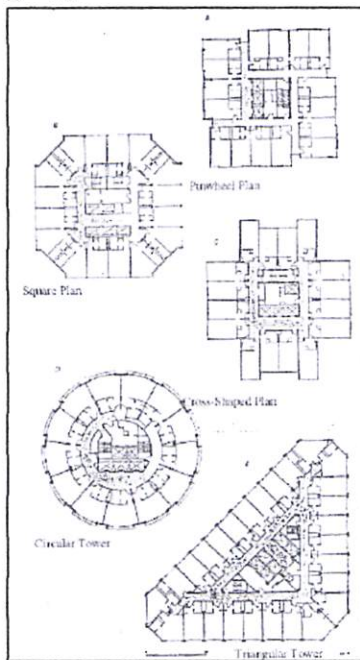 Pinwheel Plan
Square Plan
Cross-Shaped Plan
Circular Tower
Triangular Tower